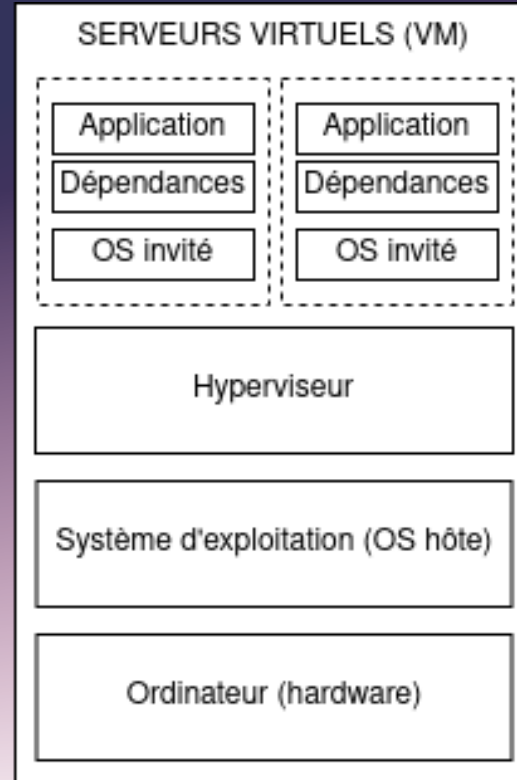 SERVEURS VIRTUELS (VM)
Application
Dépendances
OS invité
Application
Dépendances
OS invité
Hyperviseur
Système d'exploitation (OS hôte)
Ordinateur (hardware)